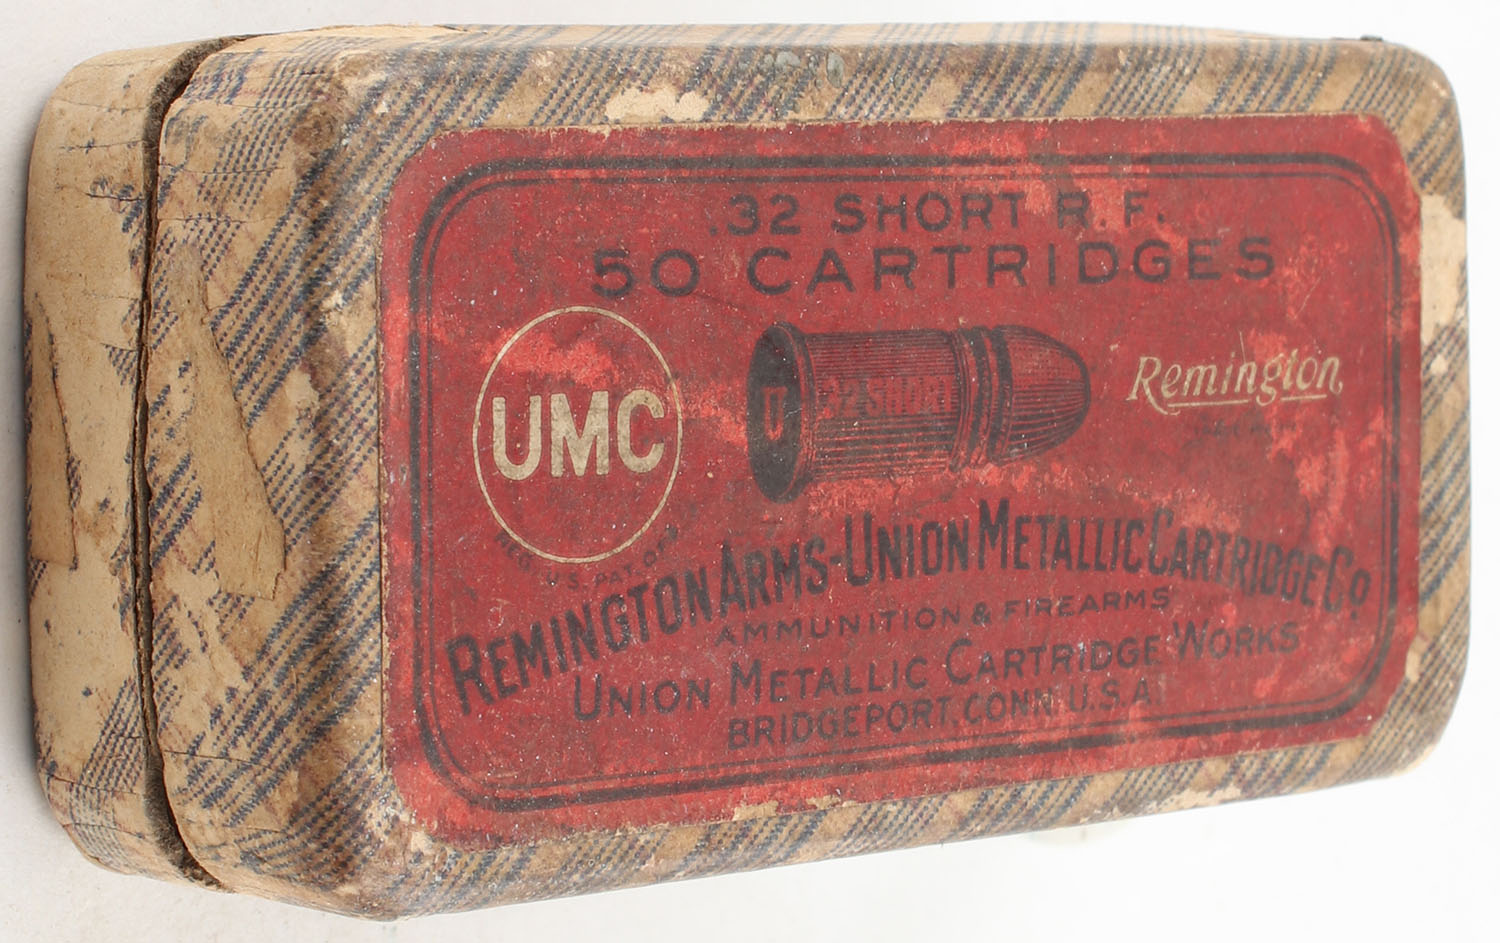 .32 SHORT R. F.
50 CARTRIDGES
UMC
REG. U.S. PAT. OFF.
U
32 SHORT
Remington,
REMINGTON ARMS-UNION METALLIC CARTRIDGE CO.
AMMUNITION & FIREARMS
UNION METALLIC CARTRIDGE WORKS
BRIDGEPORT, CONN. U.S.A.